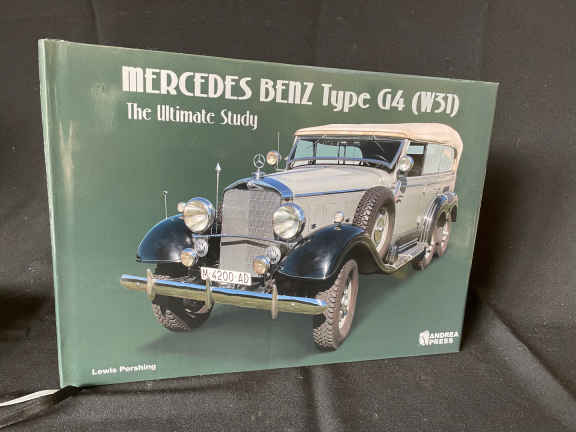 MERCEDES BENZ Type G4 (W31)
The Ultimate Study
M 4200-AD
Lewis Pershing
ANDREA
PRESS